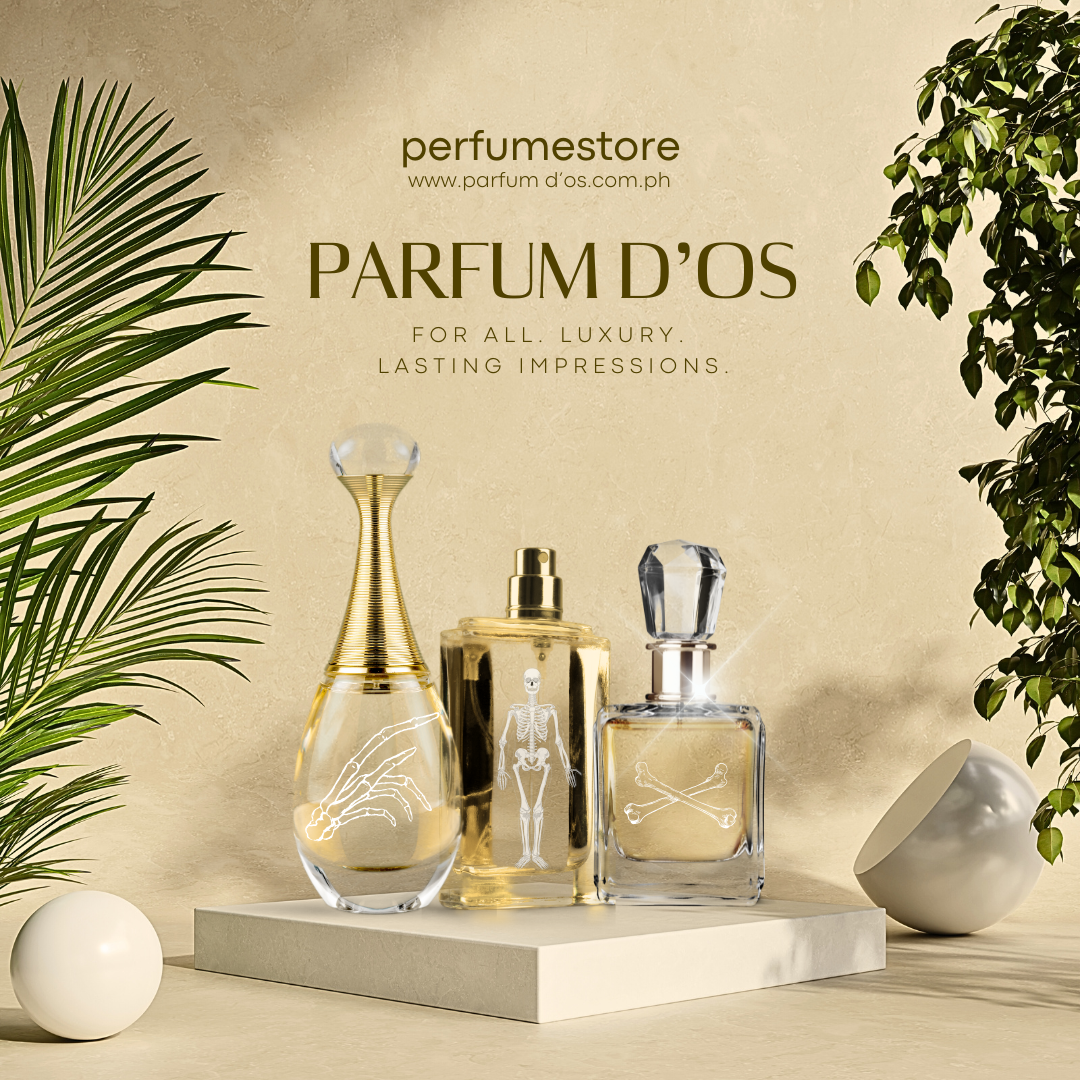 perfumestore
www.parfum d'os.com.ph
PARFUM D'OS
FOR ALL. LUXURY.
LASTING IMPRESSIONS.